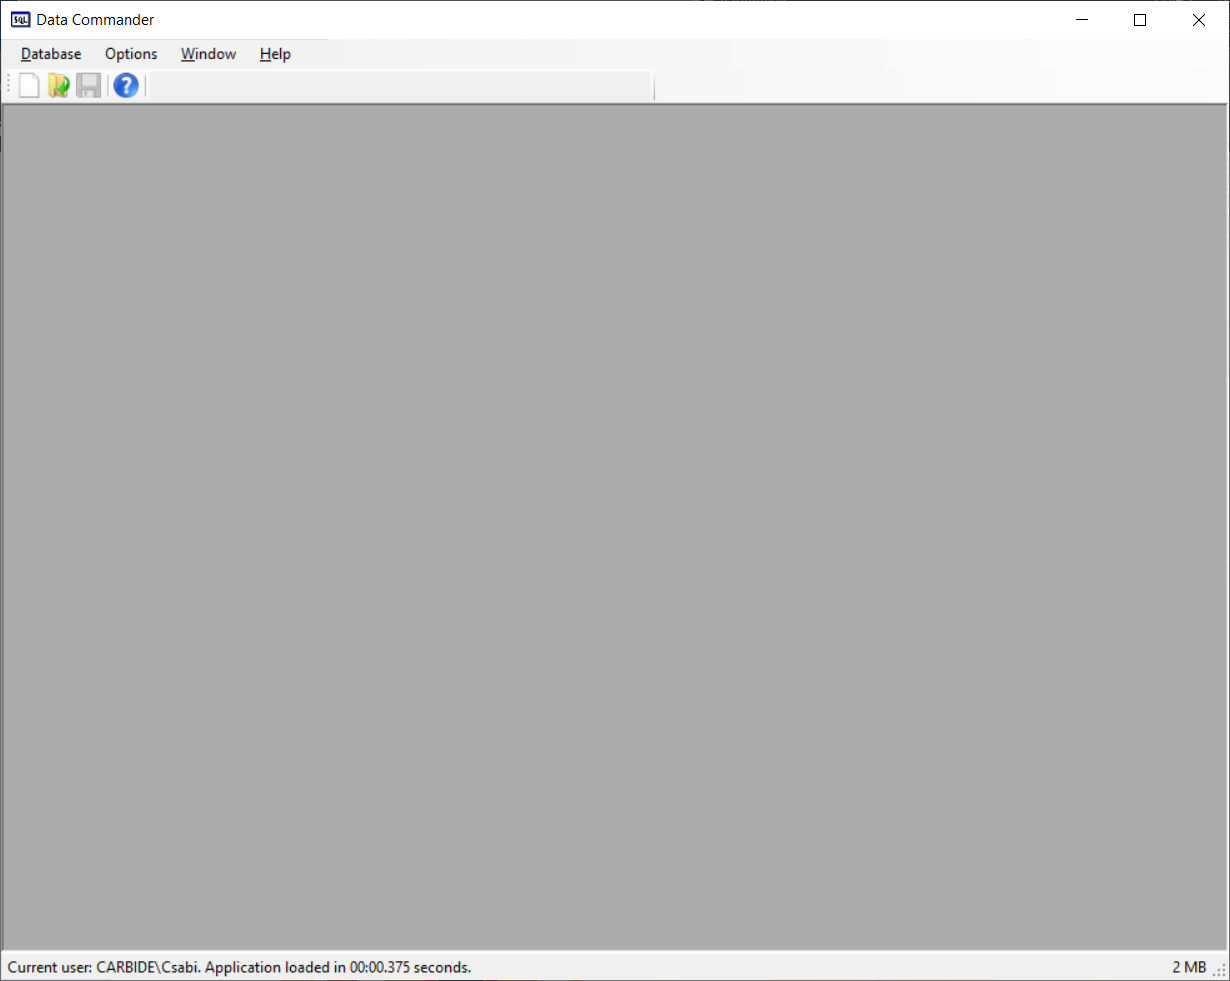 SQL Data Commander
Database Options Window Help
?
Current user: CARBIDE\Csabi. Application loaded in 00:00.375 seconds. 2 MB